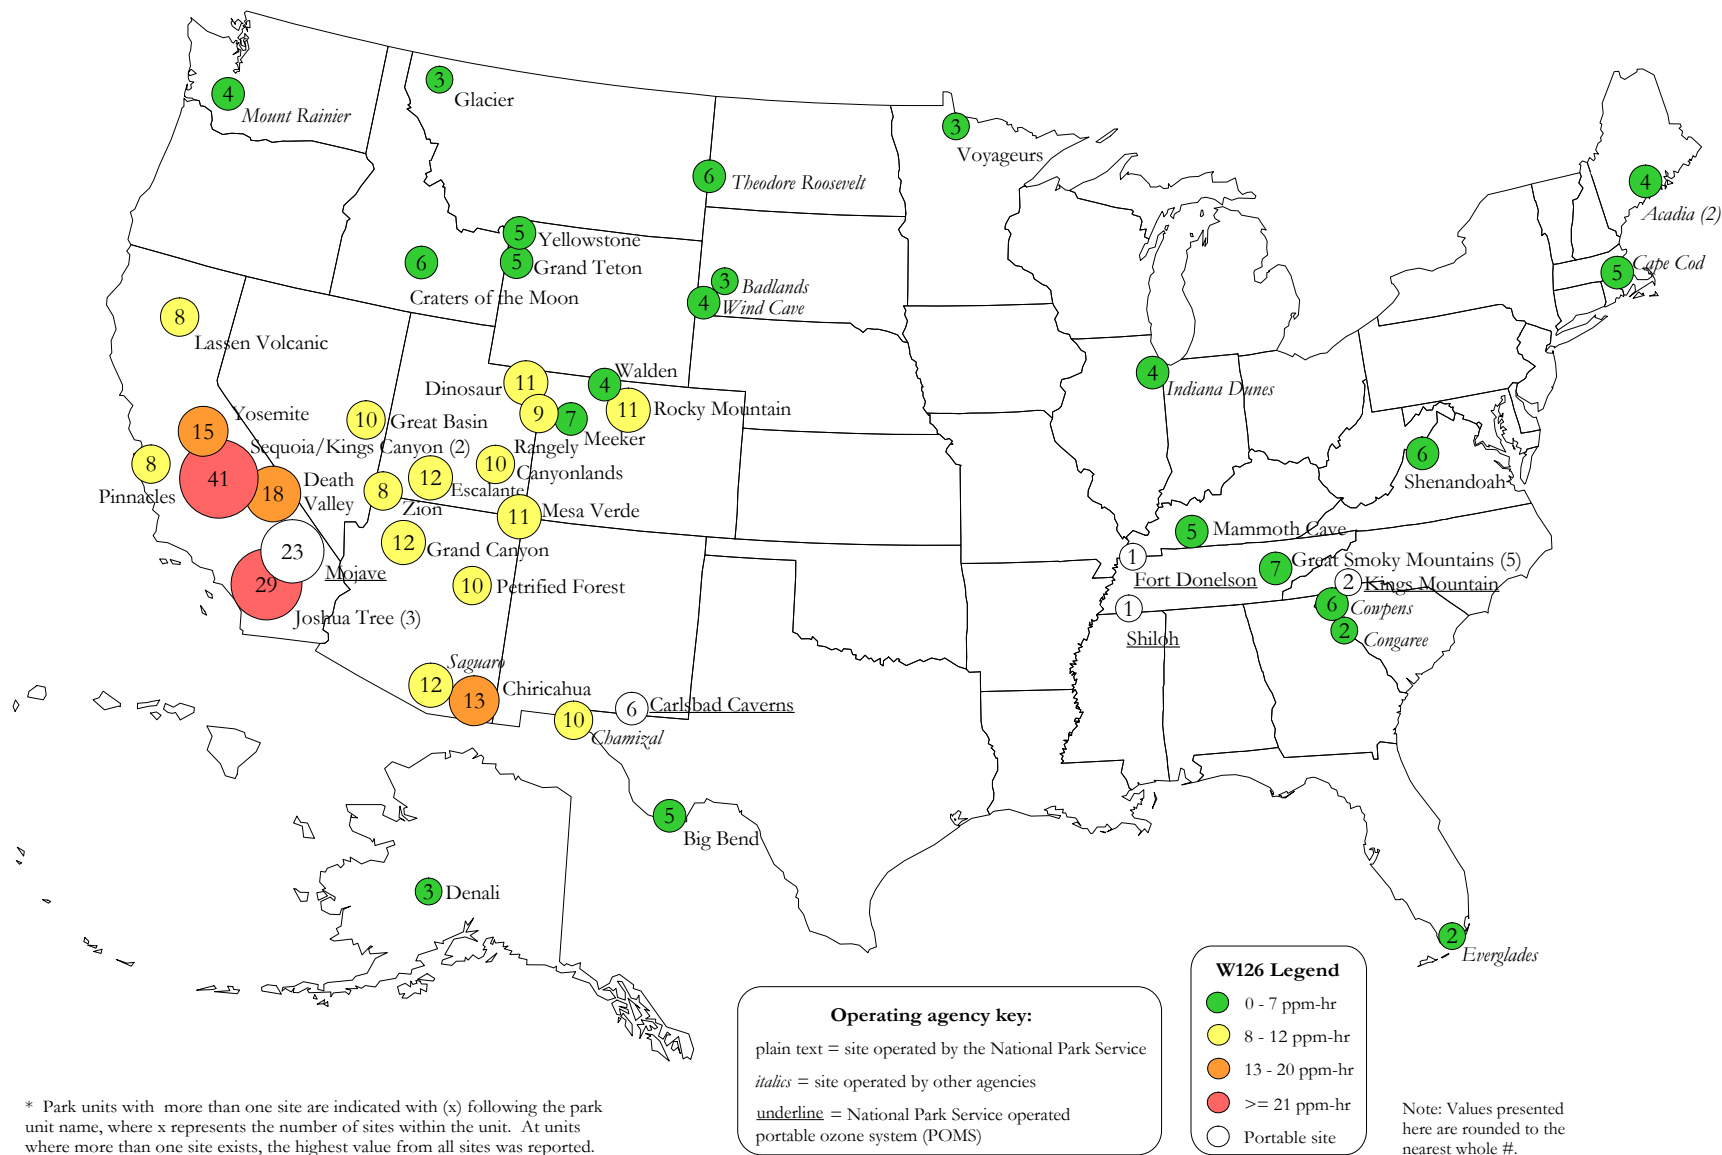 3
Glacier
4
Mount Rainier
3
Voyageurs
6
Theodore Roosevelt
4
Acadia (2)
5
Yellowstone
5
Grand Teton
6
Craters of the Moon
3
Badlands
4
Wind Cave
5
Cape Cod
8
Lassen Volcanic
4
Walden
11
Dinosaur
9
Rangely
7
Meeker
11
Rocky Mountain
4
Indiana Dunes
15
Yosemite
10
Great Basin
Sequoia/Kings Canyon (2)
41
8
Pinnacles
18
Death
Valley
8
Zion
12
Escalante
10
Canyonlands
11
Mesa Verde
6
Shenandoah
5
Mammoth Cave
1
Fort Donelson
7
Great Smoky Mountains (5)
2
Kings Mountain
23
Mojave
12
Grand Canyon
10
Petrified Forest
29
Joshua Tree (3)
1
Shiloh
6
Cowpens
2
Congaree
12
Saguaro
13
Chiricahua
10
Chamizal
6
Carlsbad Caverns
5
Big Bend
3
Denali
2
Everglades
Operating agency key:
plain text = site operated by the National Park Service
italics = site operated by other agencies
underline = National Park Service operated
portable ozone system (POMS)
W126 Legend
0 - 7 ppm-hr
8 - 12 ppm-hr
13 - 20 ppm-hr
>= 21 ppm-hr
Portable site
* Park units with more than one site are indicated with (x) following the park
unit name, where x represents the number of sites within the unit. At units
where more than one site exists, the highest value from all sites was reported.
Note: Values presented
here are rounded to the
nearest whole #.